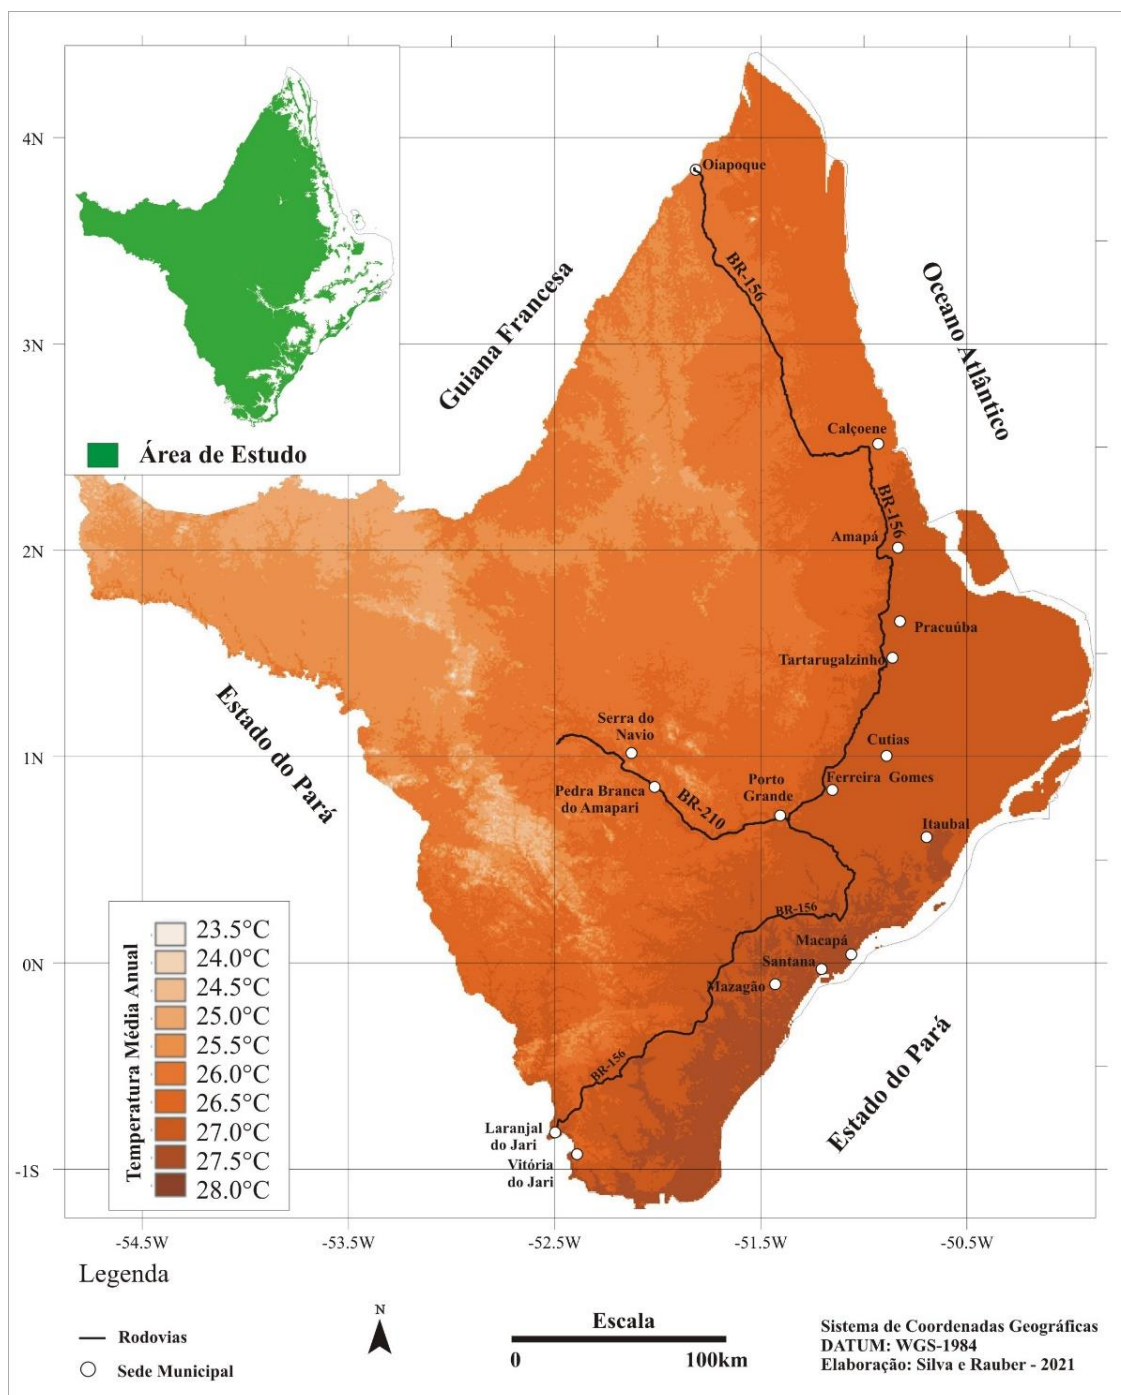 4N
3N
2N
1N
0N
-1S
Área de Estudo
Oiapoque
BR-156
Guiana Francesa
Oceano Atlântico
Calçoene
BR-156
Amapá
Pracuúba
Tartarugalzinho
Estado do Pará
Serra do
Navio
Cutias
Pedra Branca
do Amapari
BR-210
Porto
Grande
Ferreira Gomes
Itaubal
BR-156
Macapá
Santana
Mazagão
BR-156
Estado do Pará
Laranjal
do Jari
Vitória
do Jari
Temperatura Média Anual
23.5°C
24.0°C
24.5°C
25.0°C
25.5°C
26.0°C
26.5°C
27.0°C
27.5°C
28.0°C
-54.5W
-53.5W
-52.5W
-51.5W
-50.5W
Legenda
Rodovias
Sede Municipal
N
Escala
0 100km
Sistema de Coordenadas Geográficas
DATUM: WGS-1984
Elaboração: Silva e Rauber - 2021